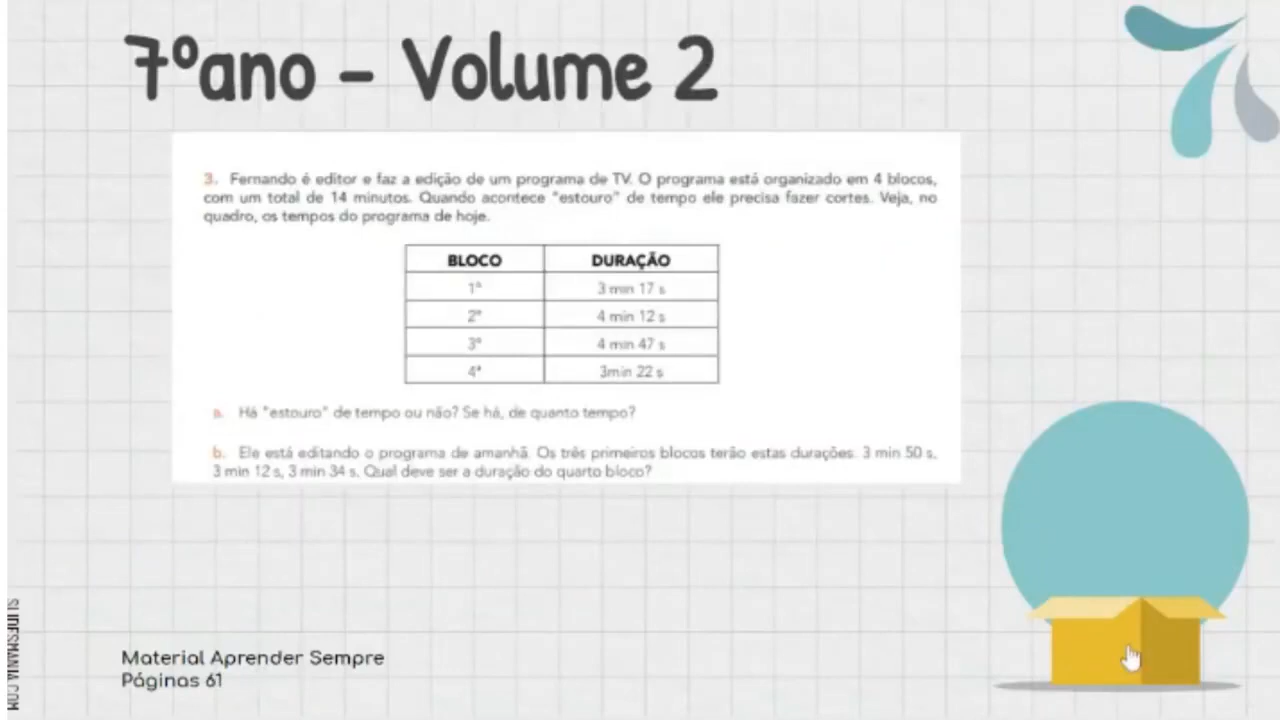 7ºano - Volume 2
3. Fernando é editor e faz a edição de um programa de TV. O programa está organizado em 4 blocos,
com um total de 14 minutos. Quando acontece "estouro" de tempo ele precisa fazer cortes. Veja, no
quadro, os tempos do programa de hoje.
BLOCO DURAÇÃO
1º 3 min 17 s
2º 4 min 12 s
3º 4 min 47 s
4º 3min 22 s
a. Há "estouro" de tempo ou não? Se há, de quanto tempo?
b. Ele está editando o programa de amanhã. Os três primeiros blocos terão estas durações. 3 min 50 s,
3 min 12 s, 3 min 34 s. Qual deve ser a duração do quarto bloco?
Material Aprender Sempre
Páginas 61
SLIDESMANIA.COM